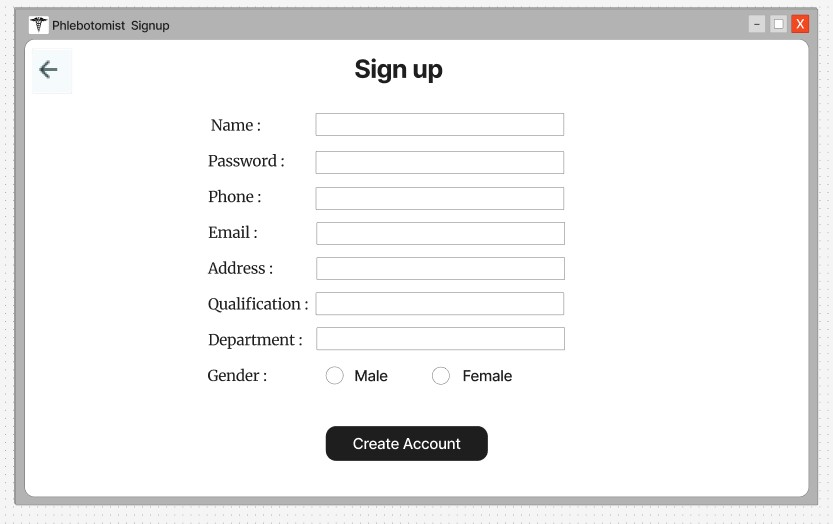 Phlebotomist Signup
X
Sign up
Name :
Password :
Phone :
Email :
Address :
Qualification :
Department :
Gender : Male Female
Create Account